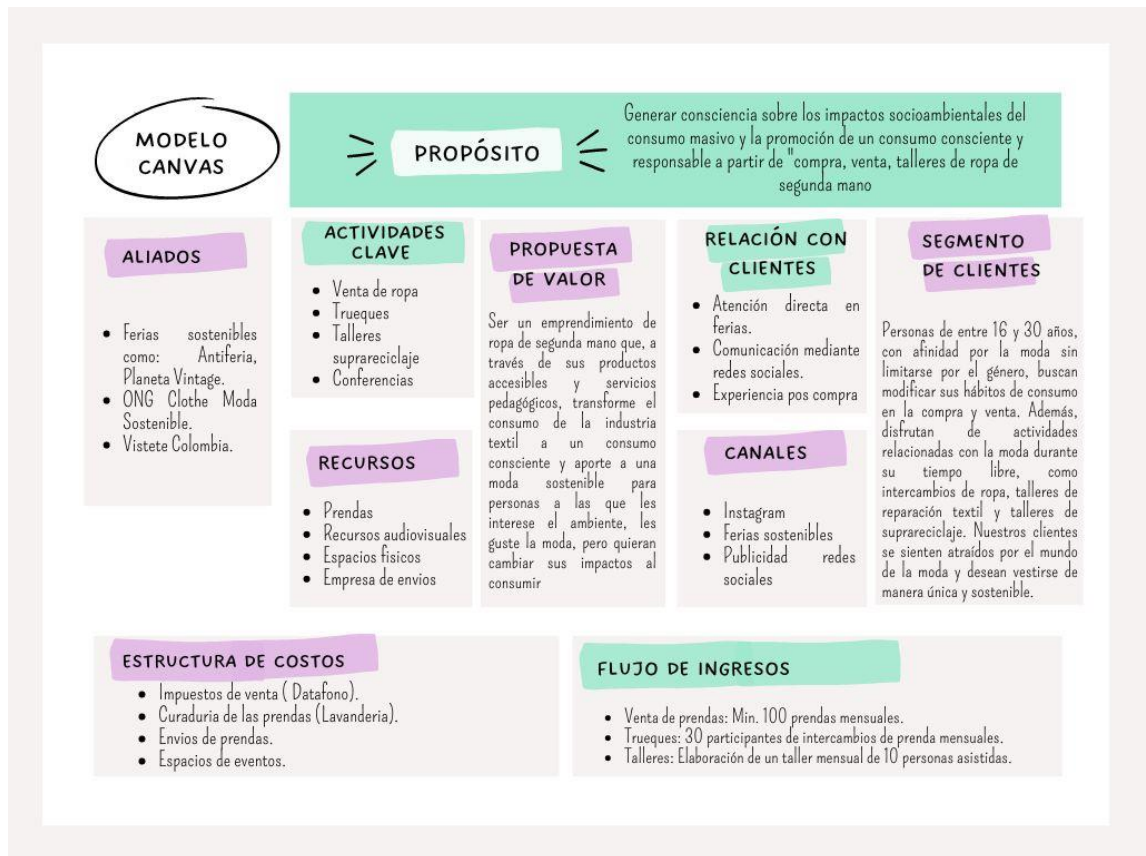 MODELO
CANVAS
PROPÓSITO
Generar consciencia sobre los impactos socioambientales del
consumo masivo y la promoción de un consumo consciente y
responsable a partir de "compra, venta, talleres de ropa de
segunda mano
ALIADOS
• Ferias sostenibles
como: Antiferia,
Planeta Vintage.
• ONG Clothe Moda
Sostenible.
• Vistete Colombia.
ACTIVIDADES
CLAVE
• Venta de ropa
• Trueques
• Talleres
suprareciclaje
• Conferencias
RECURSOS
• Prendas
• Recursos audiovisuales
• Espacios fisicos
• Empresa de envios
PROPUESTA
DE VALOR
Ser un emprendimiento de
ropa de segunda mano que, a
través de sus productos
accesibles y servicios
pedagógicos, transforme el
consumo de la industria
textil a un consumo
consciente y aporte a una
moda sostenible para
personas a las que les
interese el ambiente, les
guste la moda, pero quieran
cambiar sus impactos al
consumir
RELACIÓN CON
CLIENTES
• Atención directa en
ferias.
• Comunicación mediante
redes sociales.
• Experiencia pos compra
CANALES
• Instagram
• Ferias sostenibles
• Publicidad redes
sociales
SEGMENTO
DE CLIENTES
Personas de entre 16 y 30 años,
con afinidad por la moda sin
limitarse por el género, buscan
modificar sus hábitos de consumo
en la compra y venta. Además,
disfrutan de actividades
relacionadas con la moda durante
su tiempo libre, como
intercambios de ropa, talleres de
reparación textil y talleres de
suprareciclaje. Nuestros clientes
se sienten atraídos por el mundo
de la moda y desean vestirse de
manera única y sostenible.
ESTRUCTURA DE COSTOS
• Impuestos de venta ( Datafono).
• Curaduria de las prendas (Lavanderia).
• Envios de prendas.
• Espacios de eventos.
FLUJO DE INGRESOS
• Venta de prendas: Min. 100 prendas mensuales.
• Trueques: 30 participantes de intercambios de prenda mensuales.
• Talleres: Elaboración de un taller mensual de 10 personas asistidas.